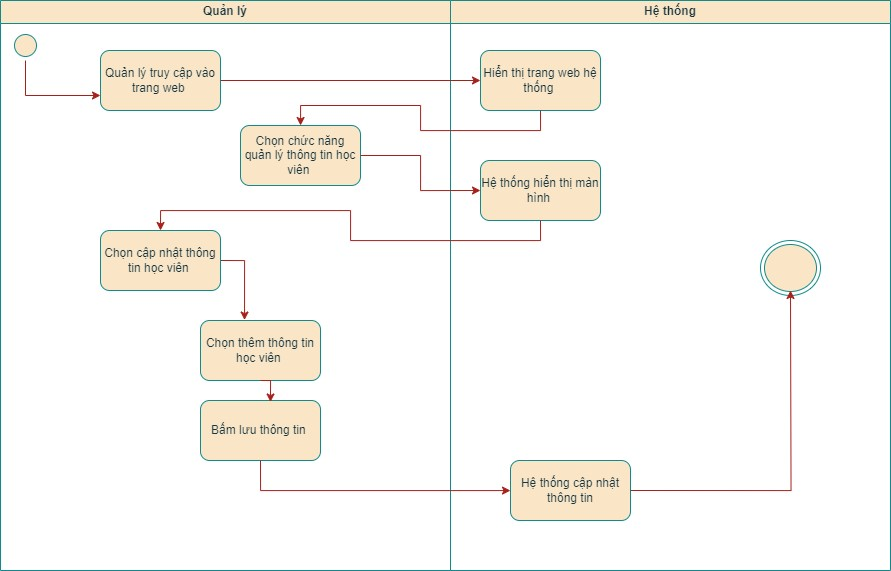 Quản lý
Hệ thống
Quản lý truy cập vào
trang web
Hiển thị trang web hệ
thống
Chọn chức năng
quản lý thông tin học
viên
Hệ thống hiển thị màn
hình
Chọn cập nhật thông
tin học viên
Chọn thêm thông tin
học viên
Bấm lưu thông tin
Hệ thống cập nhật
thông tin